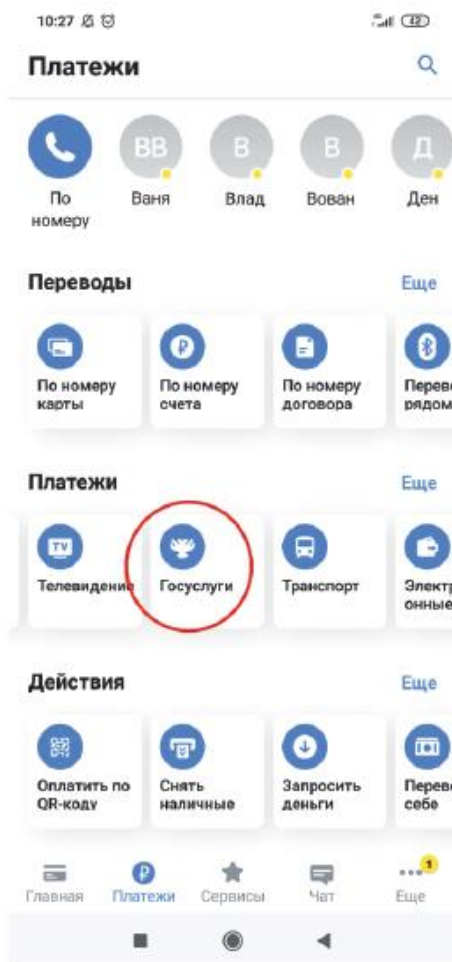 10:27
42
Платежи
ВВ
В
В
Д
По номеру
Ваня
Влад
Вован
Ден
Переводы
Еще
По номеру карты
По номеру счета
По номеру договора
Перево рядом
Платежи
Еще
TV
Телевидение
Госуслуги
Транспорт
Электр онные
Действия
Еще
Оплатить по QR-коду
Снять наличные
Запросить деньги
Переве себе
1
Главная
Платежи
Сервисы
Чат
Еще